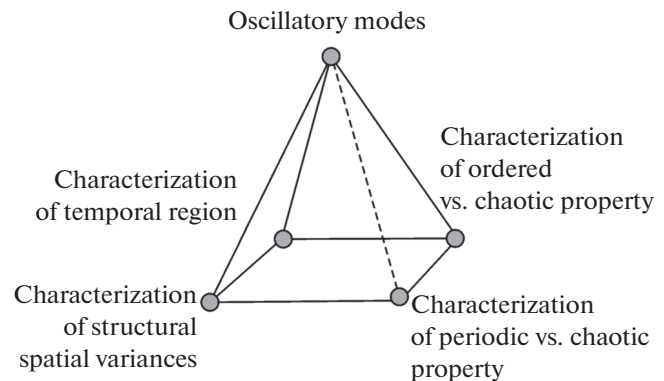 Oscillatory modes
Characterization
of ordered
vs. chaotic property
Characterization
of temporal region
Characterization
of structural
spatial variances
Characterization
of periodic vs. chaotic
property